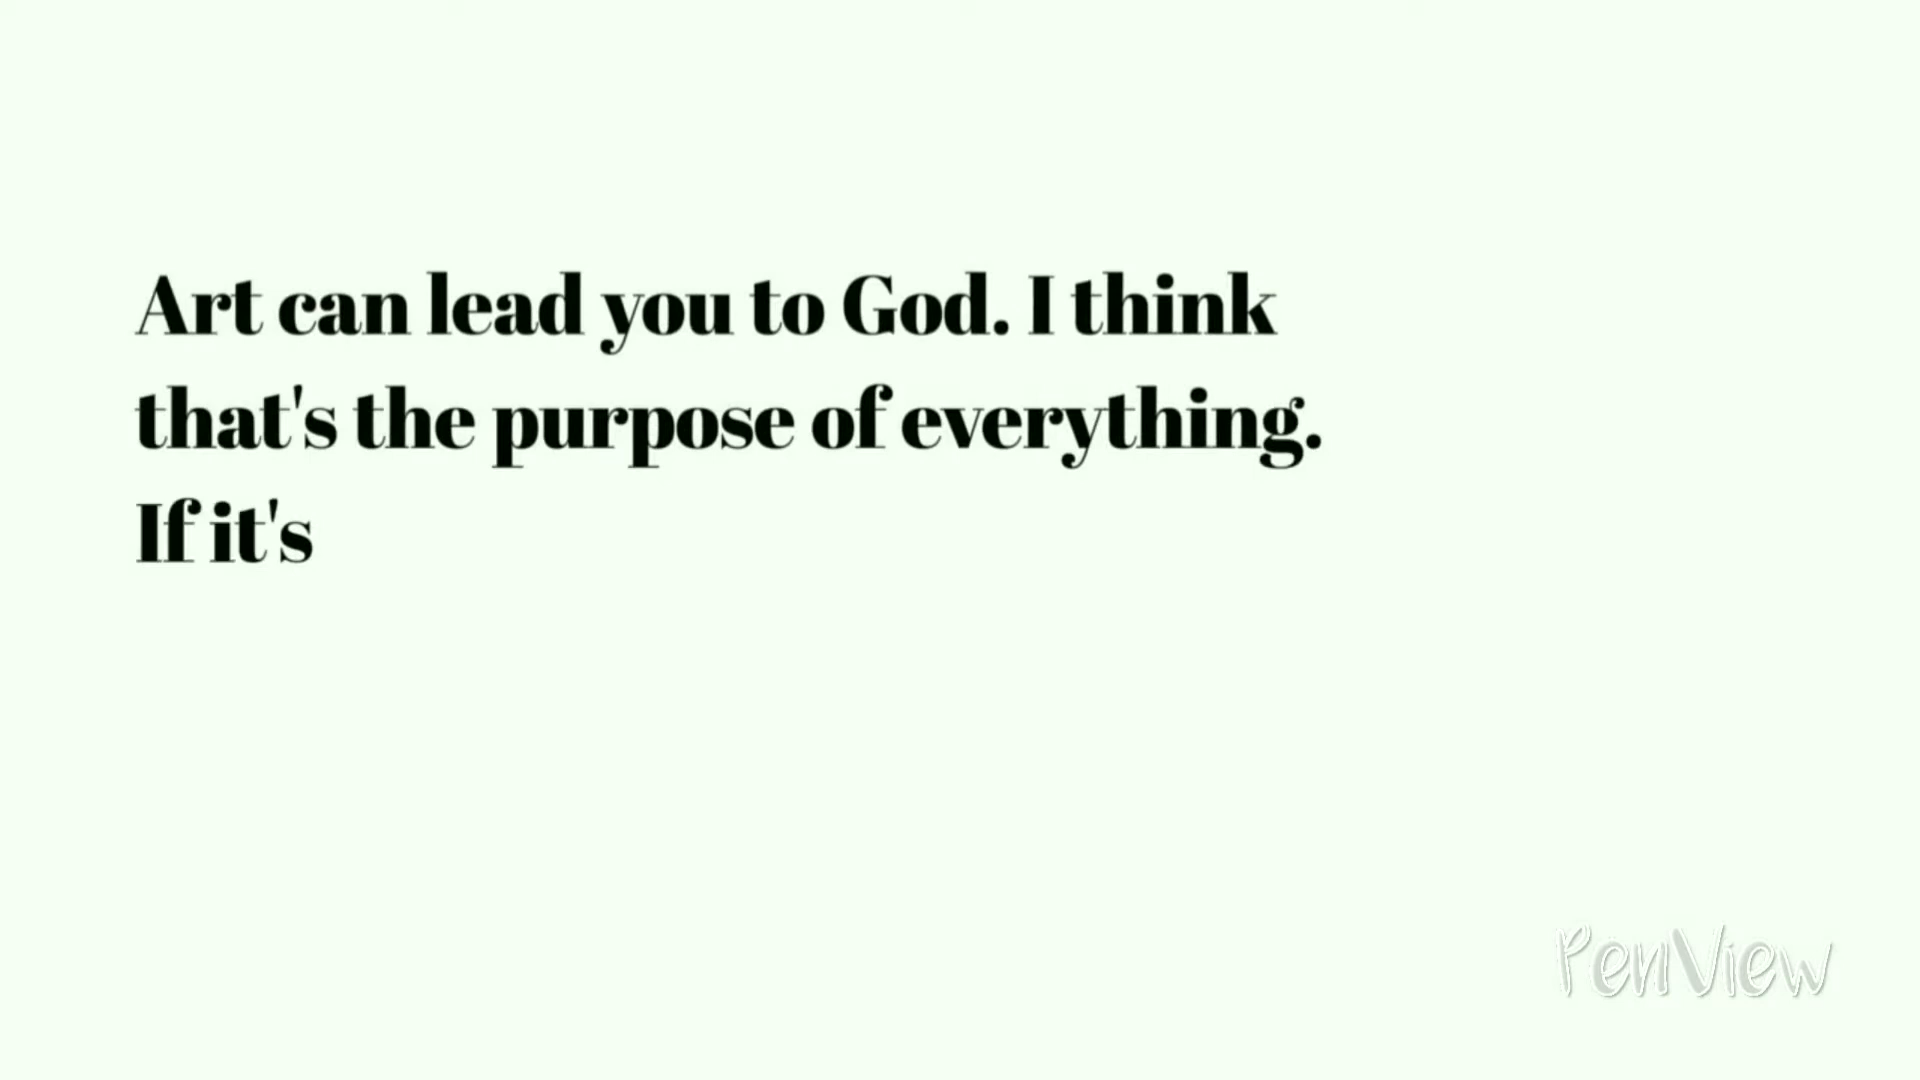 Art can lead you to God. I think
that's the purpose of everything.
If it's
PenView